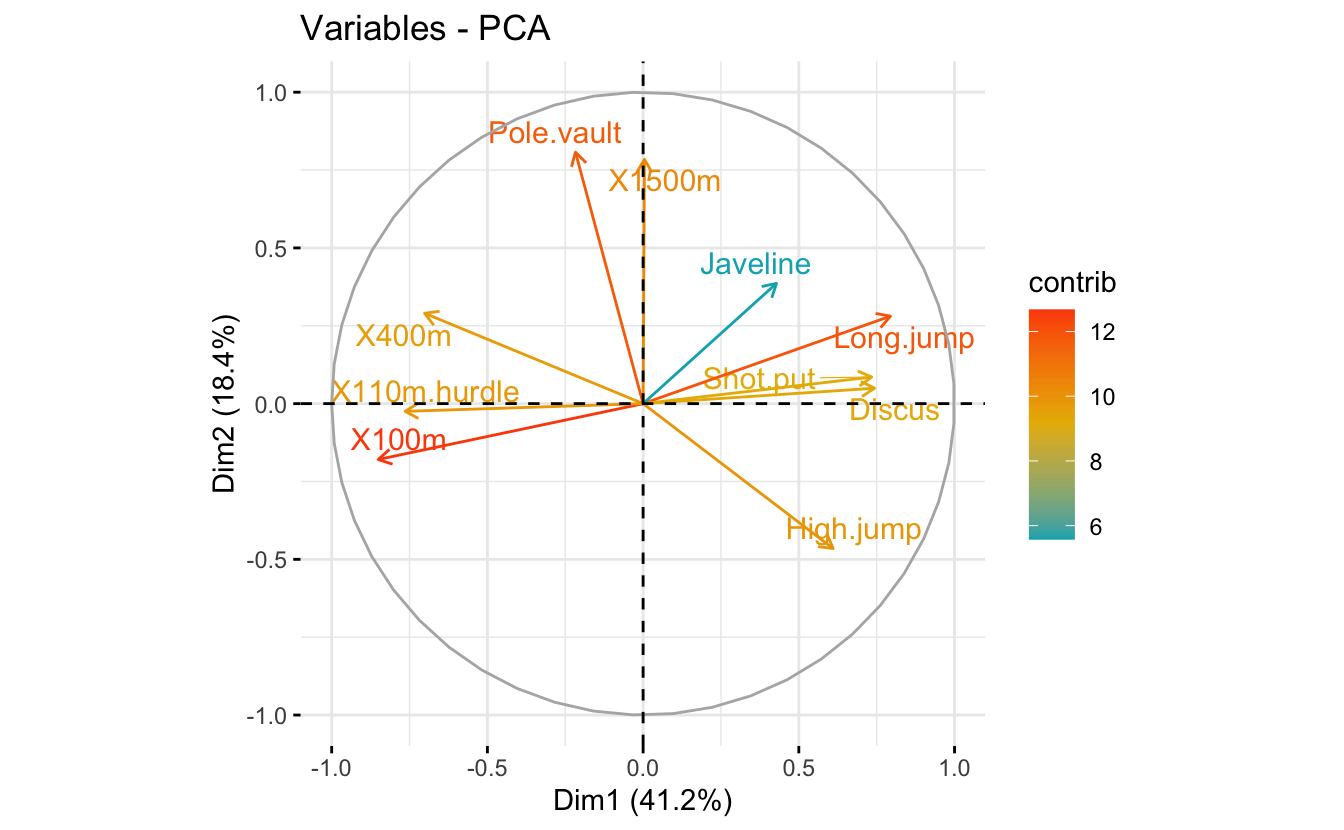 Variables - PCA
1.0
0.5
0.0
-0.5
-1.0
Dim2 (18.4%)
Pole.vault
X1500m
Javeline
X400m
Long.jump
Shot.put
X110m.hurdle
Discus
X100m
High.jump
-1.0
-0.5
0.0
0.5
1.0
Dim1 (41.2%)
contrib
12
10
8
6